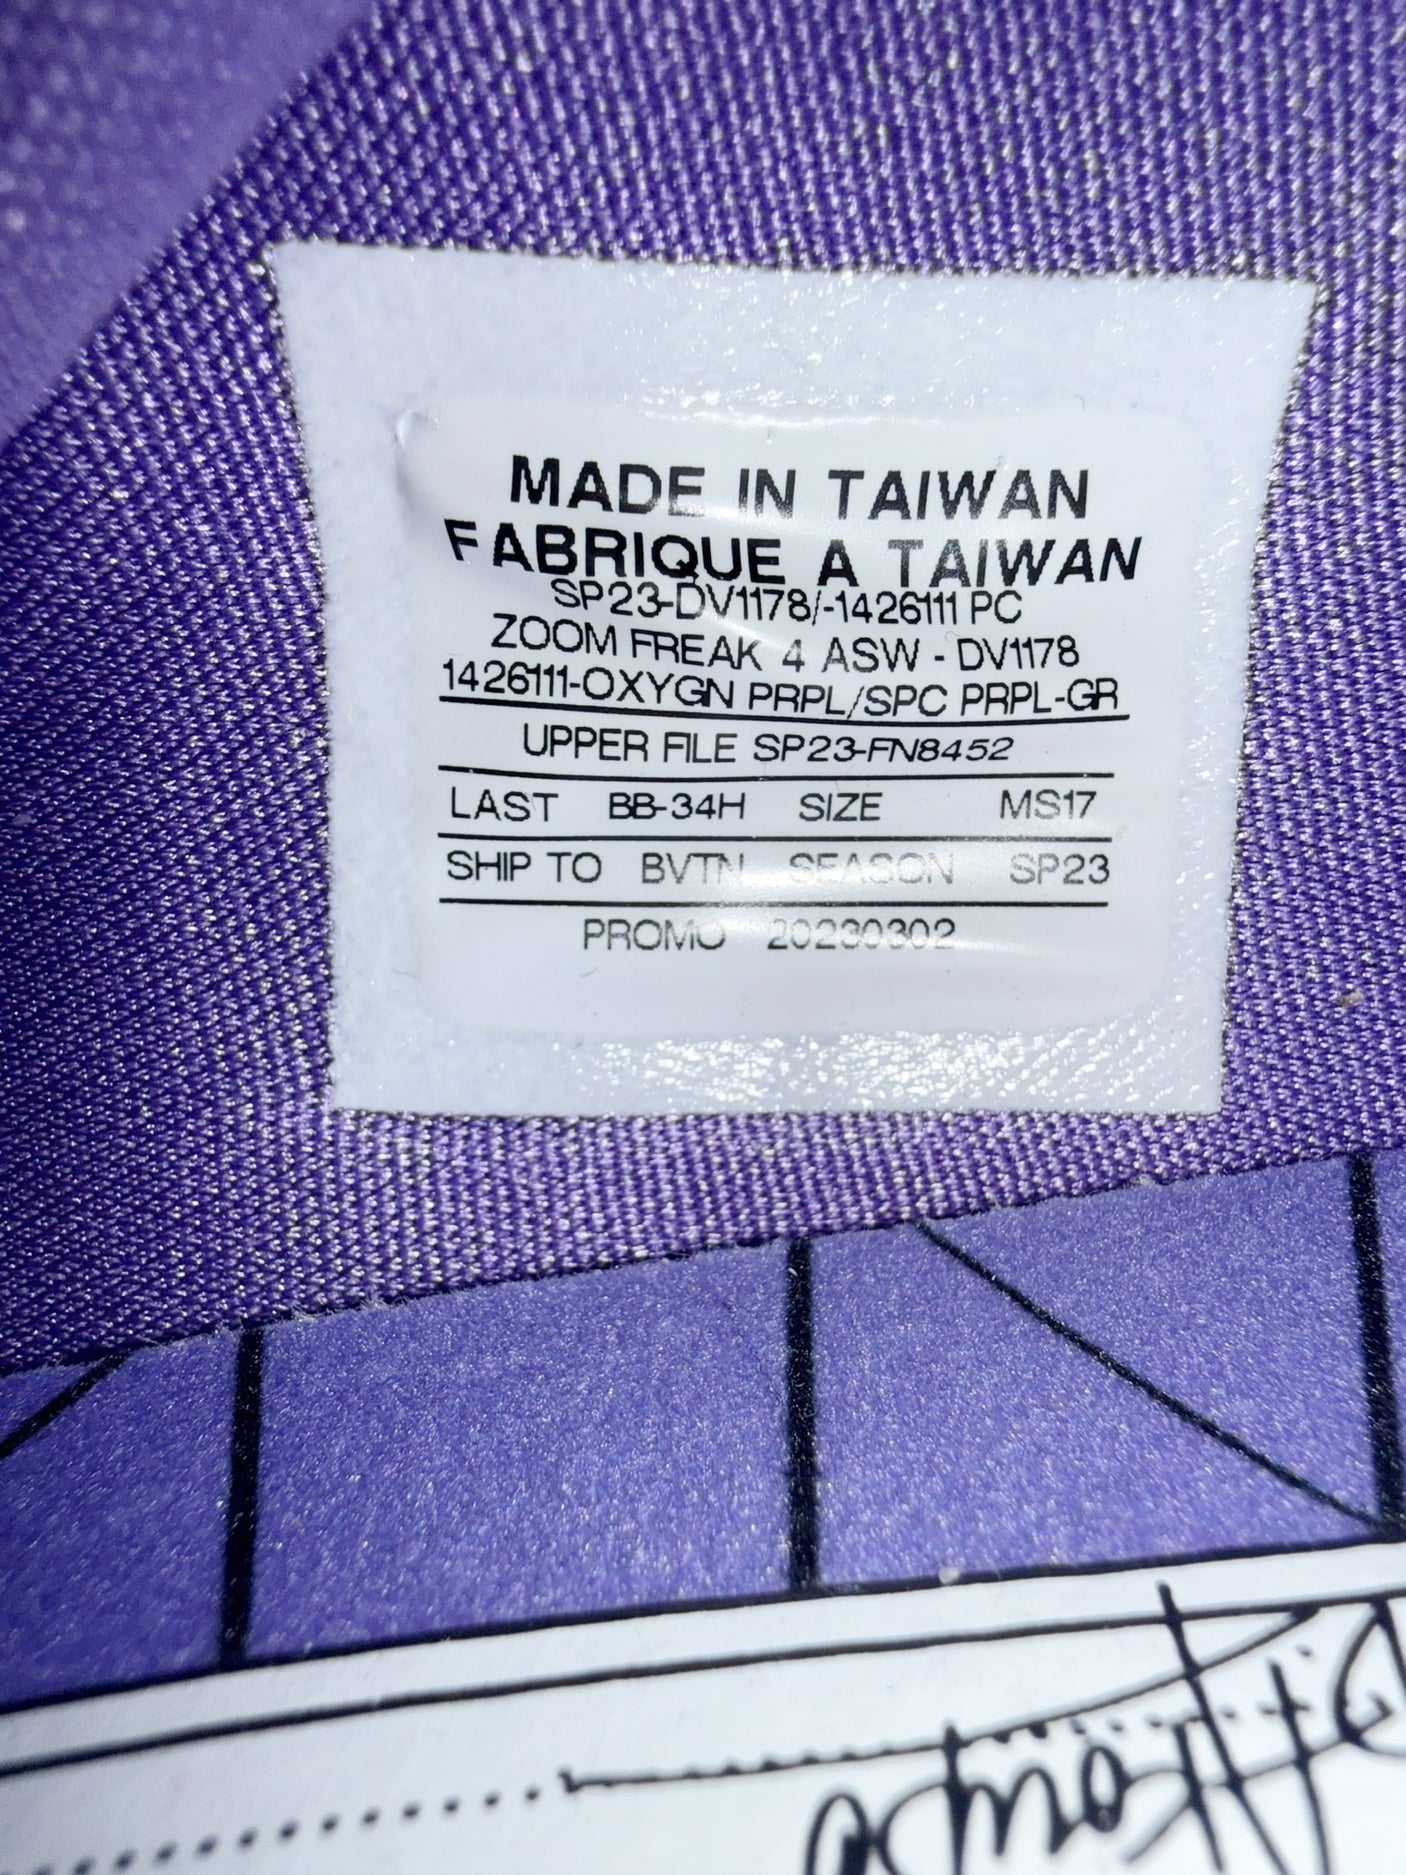 MADE IN TAIWAN
FABRIQUE A TAIWAN
SP23-DV1178/-1426111 PC
ZOOM FREAK 4 ASW - DV1178
1426111-OXYGN PRPL/SPC PRPL-GR
UPPER FILE SP23-FN8452
LAST BB-34H SIZE MS17
SHIP TO BVTN SEASON SP23
PROMO 20230302